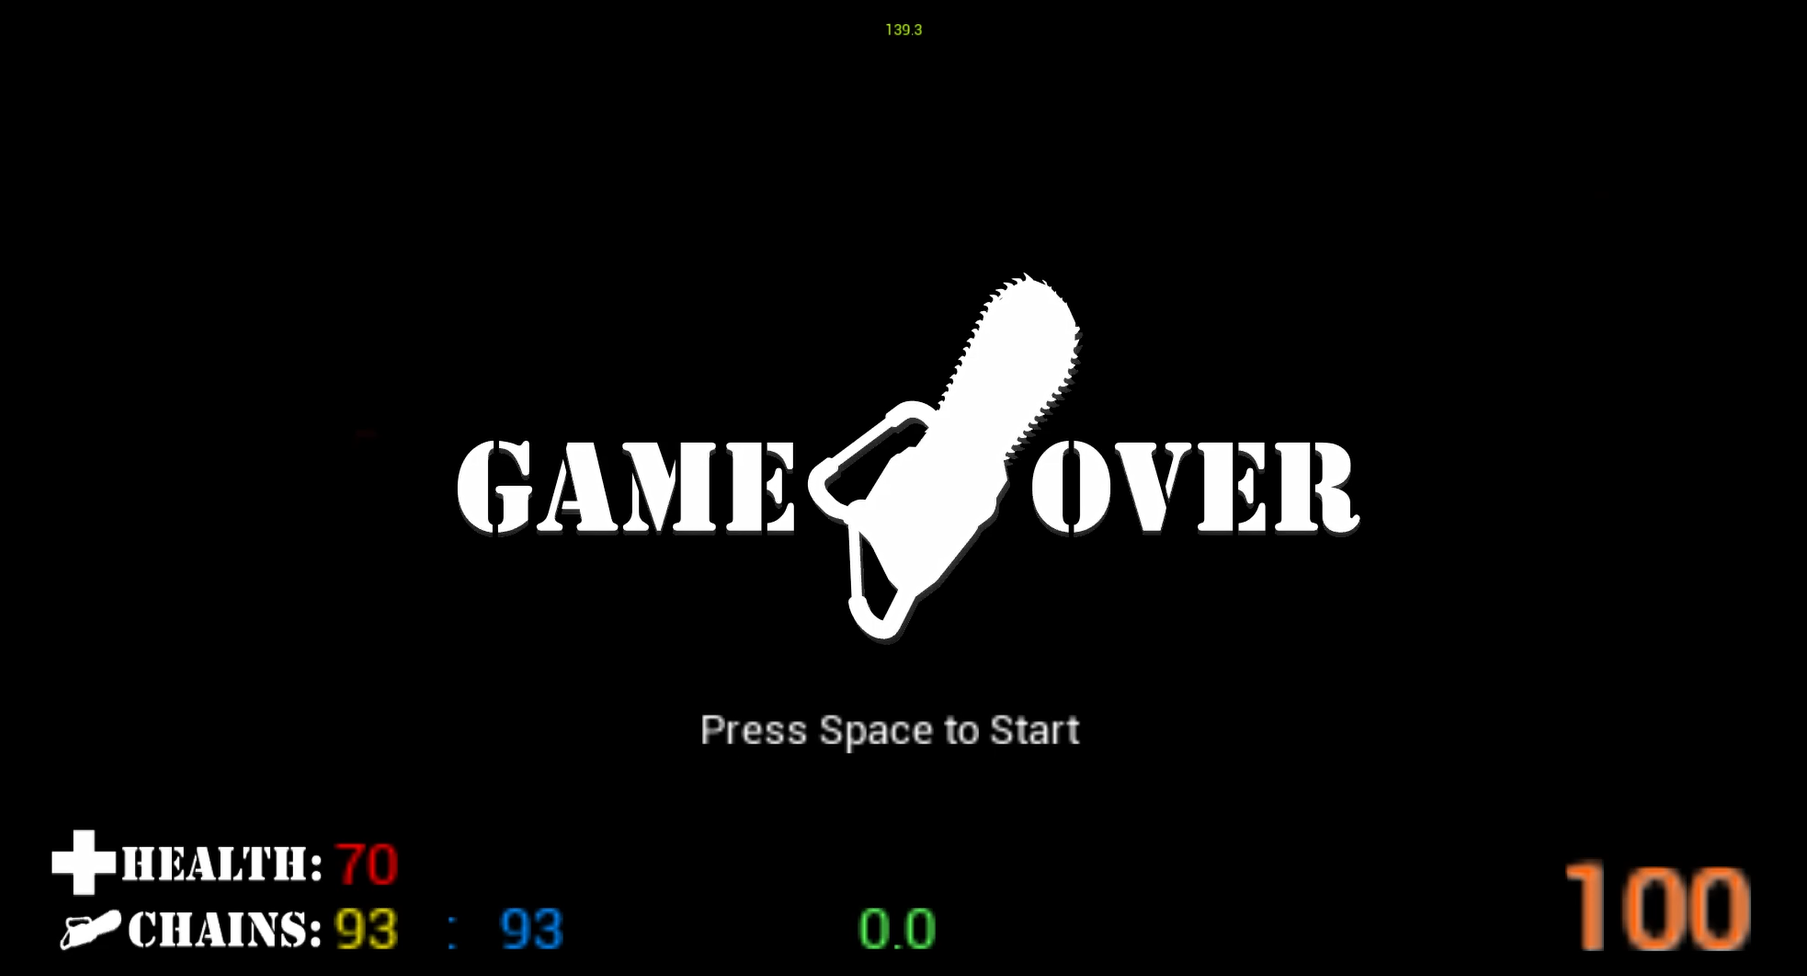 139.3
GAME OVER
Press Space to Start
HEALTH: 70
CHAINS: 93 : 93 0.0 100